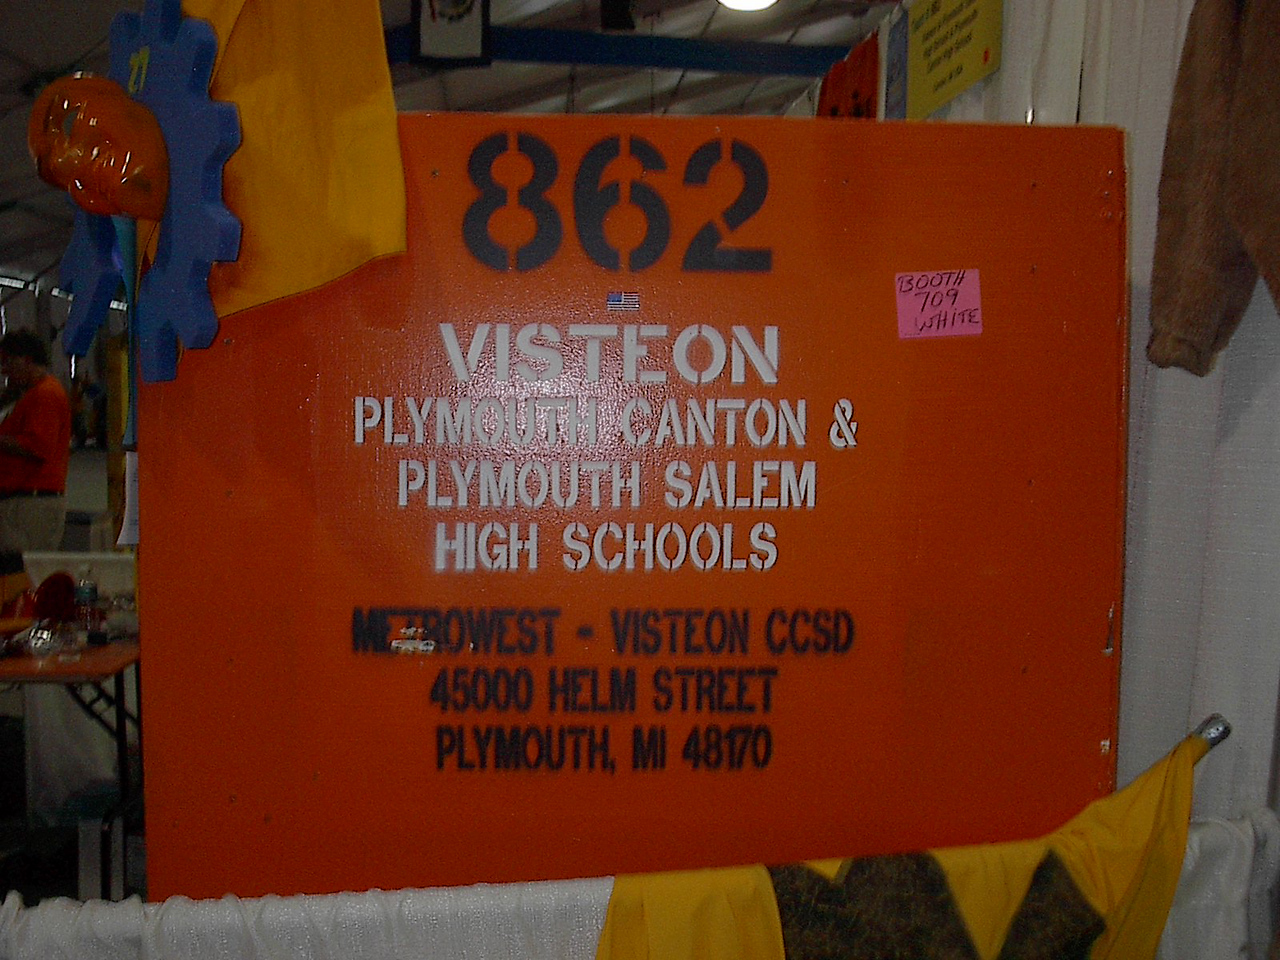 27
862
BOOTH
709
WHITE
VISTEON
PLYMOUTH CANTON &
PLYMOUTH SALEM
HIGH SCHOOLS
METROWEST - VISTEON CCSD
45000 HELM STREET
PLYMOUTH, MI 48170